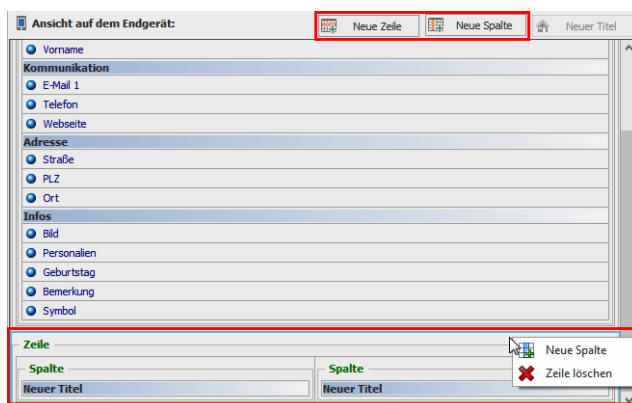 Ansicht auf dem Endgerät:
Neue Zeile
Neue Spalte
Neuer Titel
Vorname
Kommunikation
E-Mail 1
Telefon
Webseite
Adresse
Straße
PLZ
Ort
Infos
Bild
Personalien
Geburtstag
Bemerkung
Symbol
Zeile
Neue Spalte
Zeile löschen
Spalte
Spalte
Neuer Titel
Neuer Titel